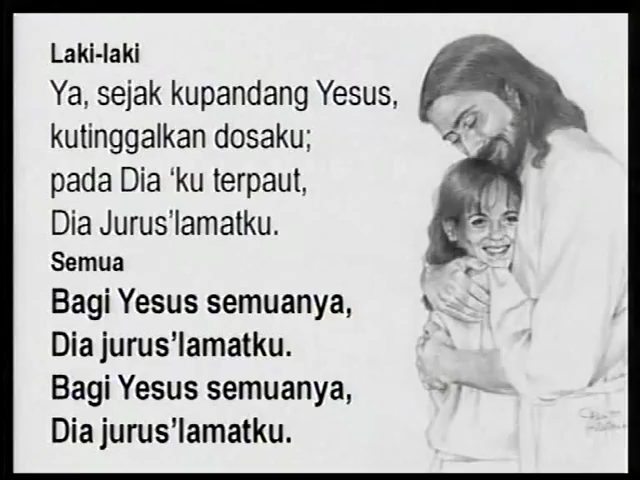 Laki-laki
Ya, sejak kupandang Yesus,
kutinggalkan dosaku;
pada Dia ‘ku terpaut,
Dia Jurus’lamatku.
Semua
Bagi Yesus semuanya,
Dia jurus’lamatku.
Bagi Yesus semuanya,
Dia jurus’lamatku.